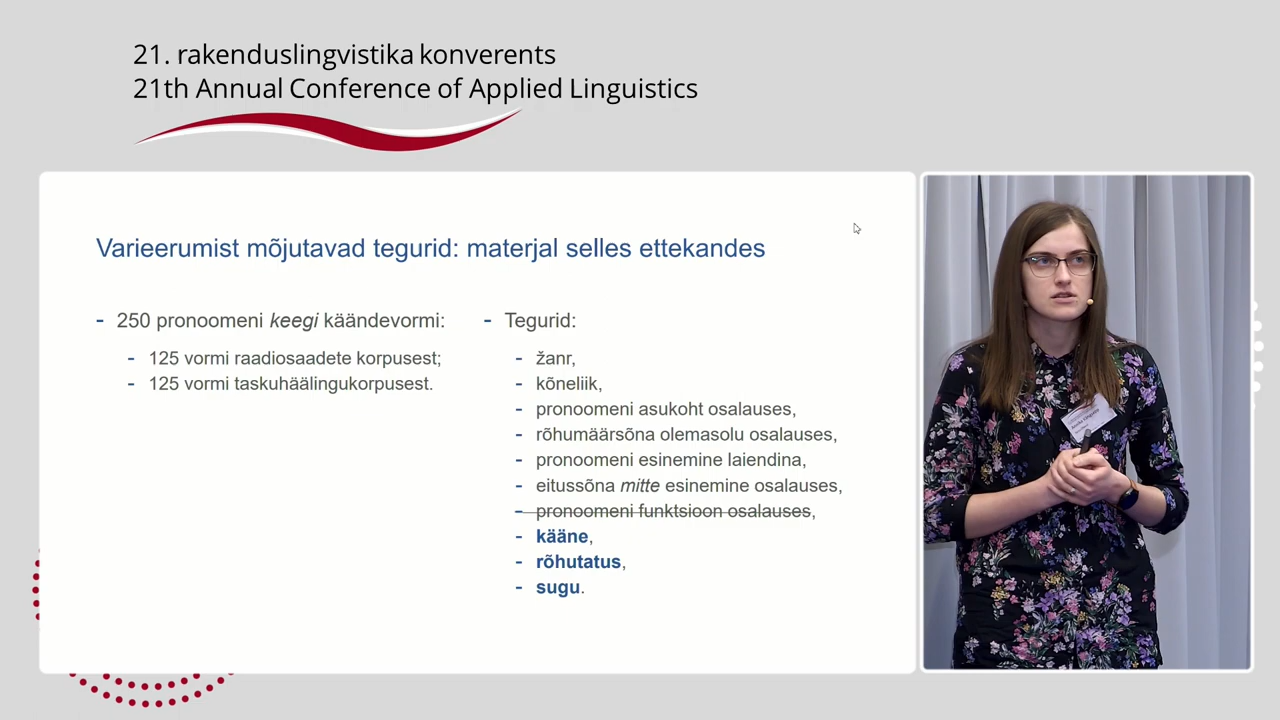 21. rakenduslingvistika konverents
21th Annual Conference of Applied Linguistics
Varieerumist mõjutavad tegurid: materjal selles ettekandes
- 250 pronoomeni keegi käändevormi:
- 125 vormi raadiosaadete korpusest;
- 125 vormi taskuhäälingukorpusest.
- Tegurid:
- žanr,
- kõneliik,
- pronoomeni asukoht osalauses,
- rõhumäärsõna olemasolu osalauses,
- pronoomeni esinemine laiendina,
- eitussõna mitte esinemine osalauses,
- pronoomeni funktsioon osalauses,
- kääne,
- rõhutatus,
- sugu.